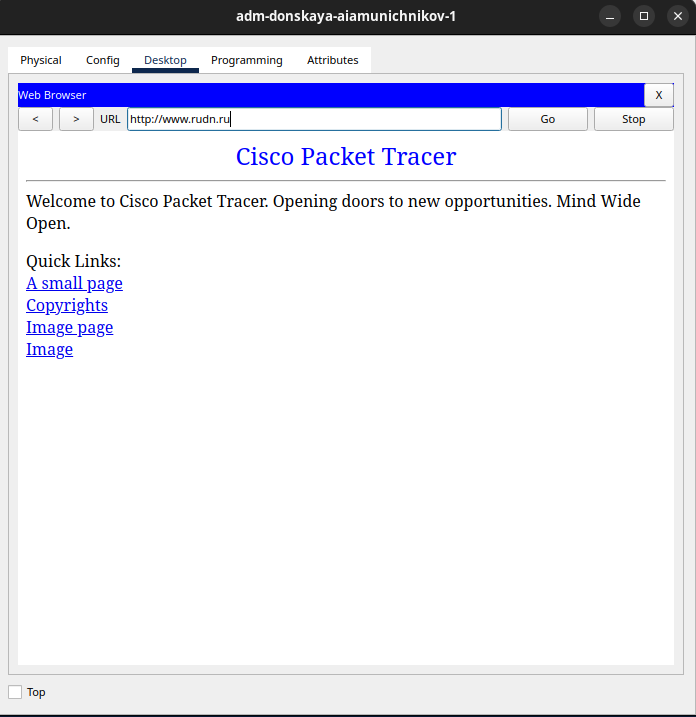 adm-donskaya-aiamunichnikov-1
Physical Config Desktop Programming Attributes
Web Browser X
< > URL http://www.rudn.ru Go Stop
Cisco Packet Tracer
Welcome to Cisco Packet Tracer. Opening doors to new opportunities. Mind Wide
Open.
Quick Links:
A small page
Copyrights
Image page
Image
Top